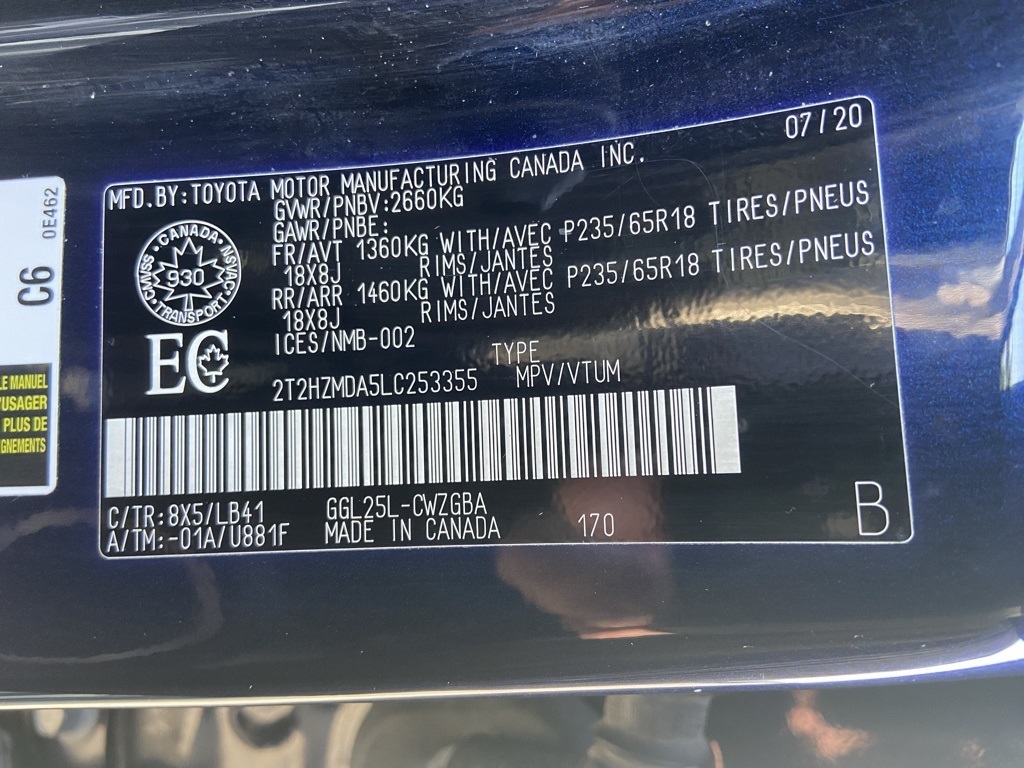 07/20
MFD.BY:TOYOTA MOTOR MANUFACTURING CANADA INC.
GVWR/PNBV:2660KG
GAWR/PNBE:
FR/AVT 1360KG WITH/AVEC P235/65R18 TIRES/PNEUS
18X8J RIMS/JANTES
RR/ARR 1460KG WITH/AVEC P235/65R18 TIRES/PNEUS
18X8J RIMS/JANTES
ICES/NMB-002
CANADA
CMVSS NSVAC
930
TRANSPORT
EC
TYPE
2T2HZMDA5LC253355 MPV/VTUM
C/TR:8X5/LB41 GGL25L-CWZGBA
A/TM:-01A/U881F MADE IN CANADA 170
B
C6
0E462
LE MANUEL
'USAGER
PLUS DE
GNEMENTS